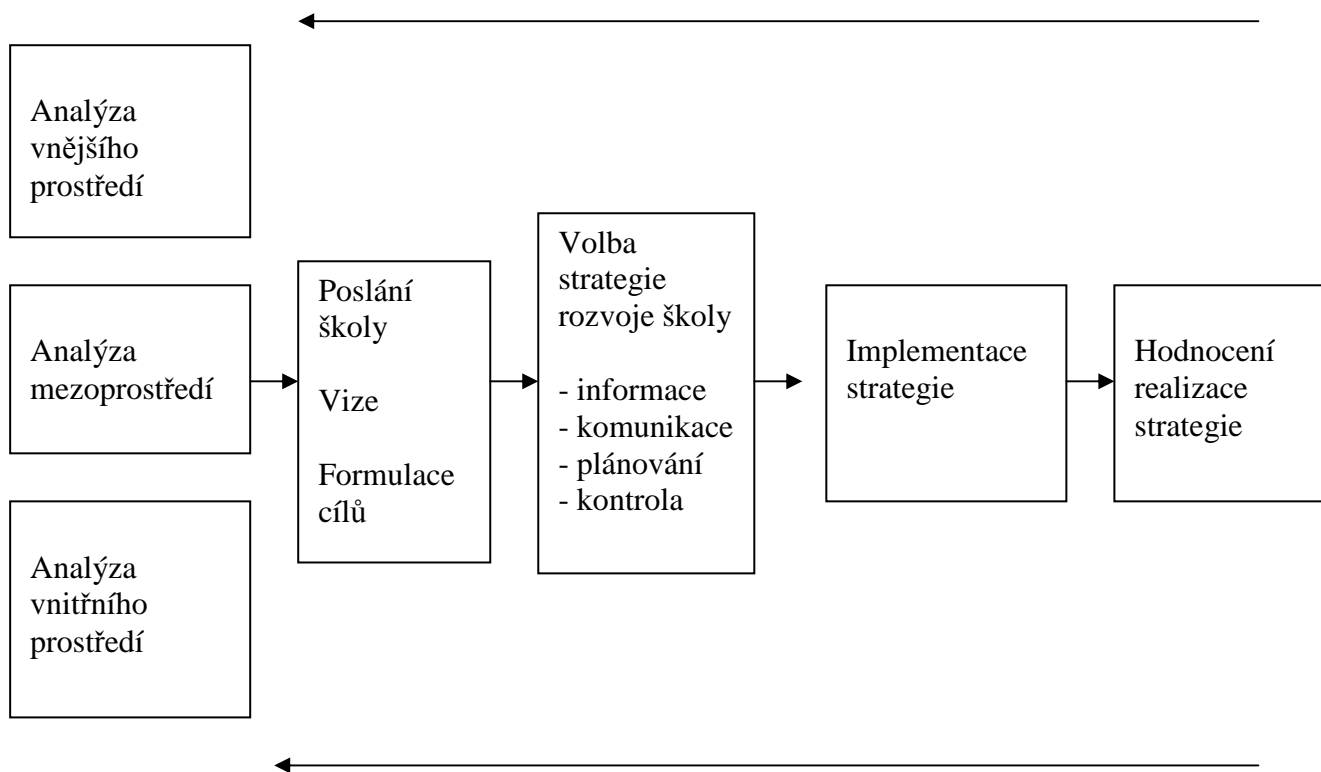 Analýza
vnějšího
prostředí
Analýza
mezoprostředí
Analýza
vnitřního
prostředí
Poslání
školy
Vize
Formulace
cílů
Volba
strategie
rozvoje školy
- informace
- komunikace
- plánování
- kontrola
Implementace
strategie
Hodnocení
realizace
strategie